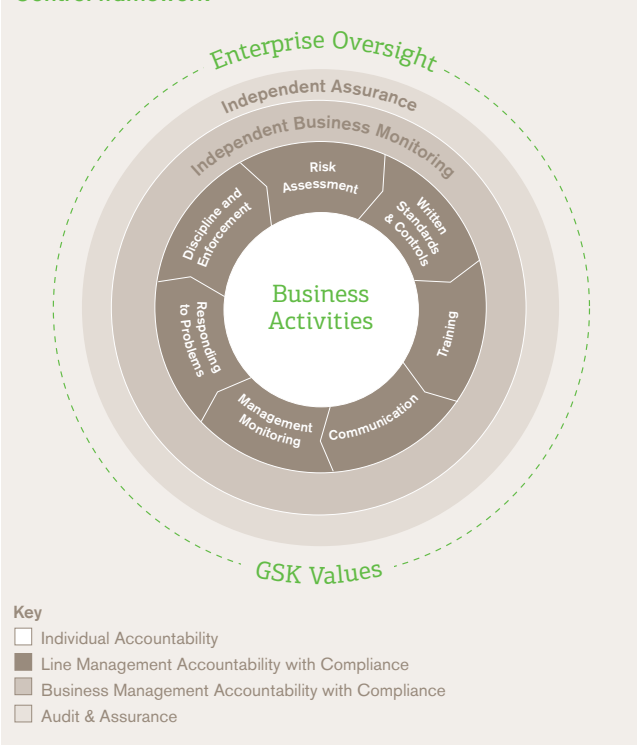 Enterprise Oversight
Independent Assurance
Independent Business Monitoring
Risk
Assessment
Written
Standards
& Controls
Training
Communication
Management
Monitoring
Responding
to Problems
Discipline and
Enforcement
Business
Activities
GSK Values
Key
Individual Accountability
Line Management Accountability with Compliance
Business Management Accountability with Compliance
Audit & Assurance